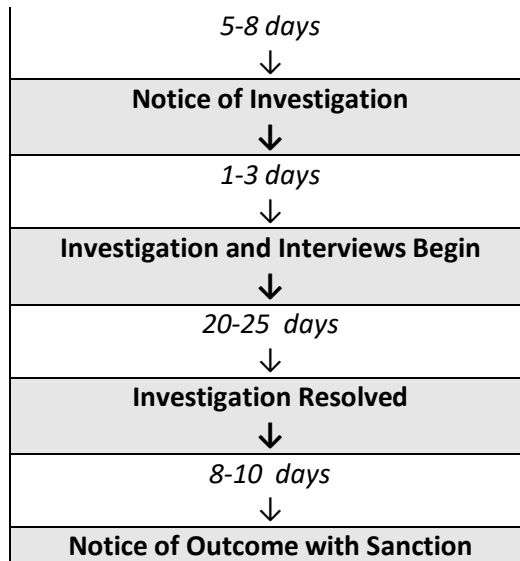 5-8 days
↓
Notice of Investigation
↓
1-3 days
↓
Investigation and Interviews Begin
↓
20-25 days
↓
Investigation Resolved
↓
8-10 days
↓
Notice of Outcome with Sanction